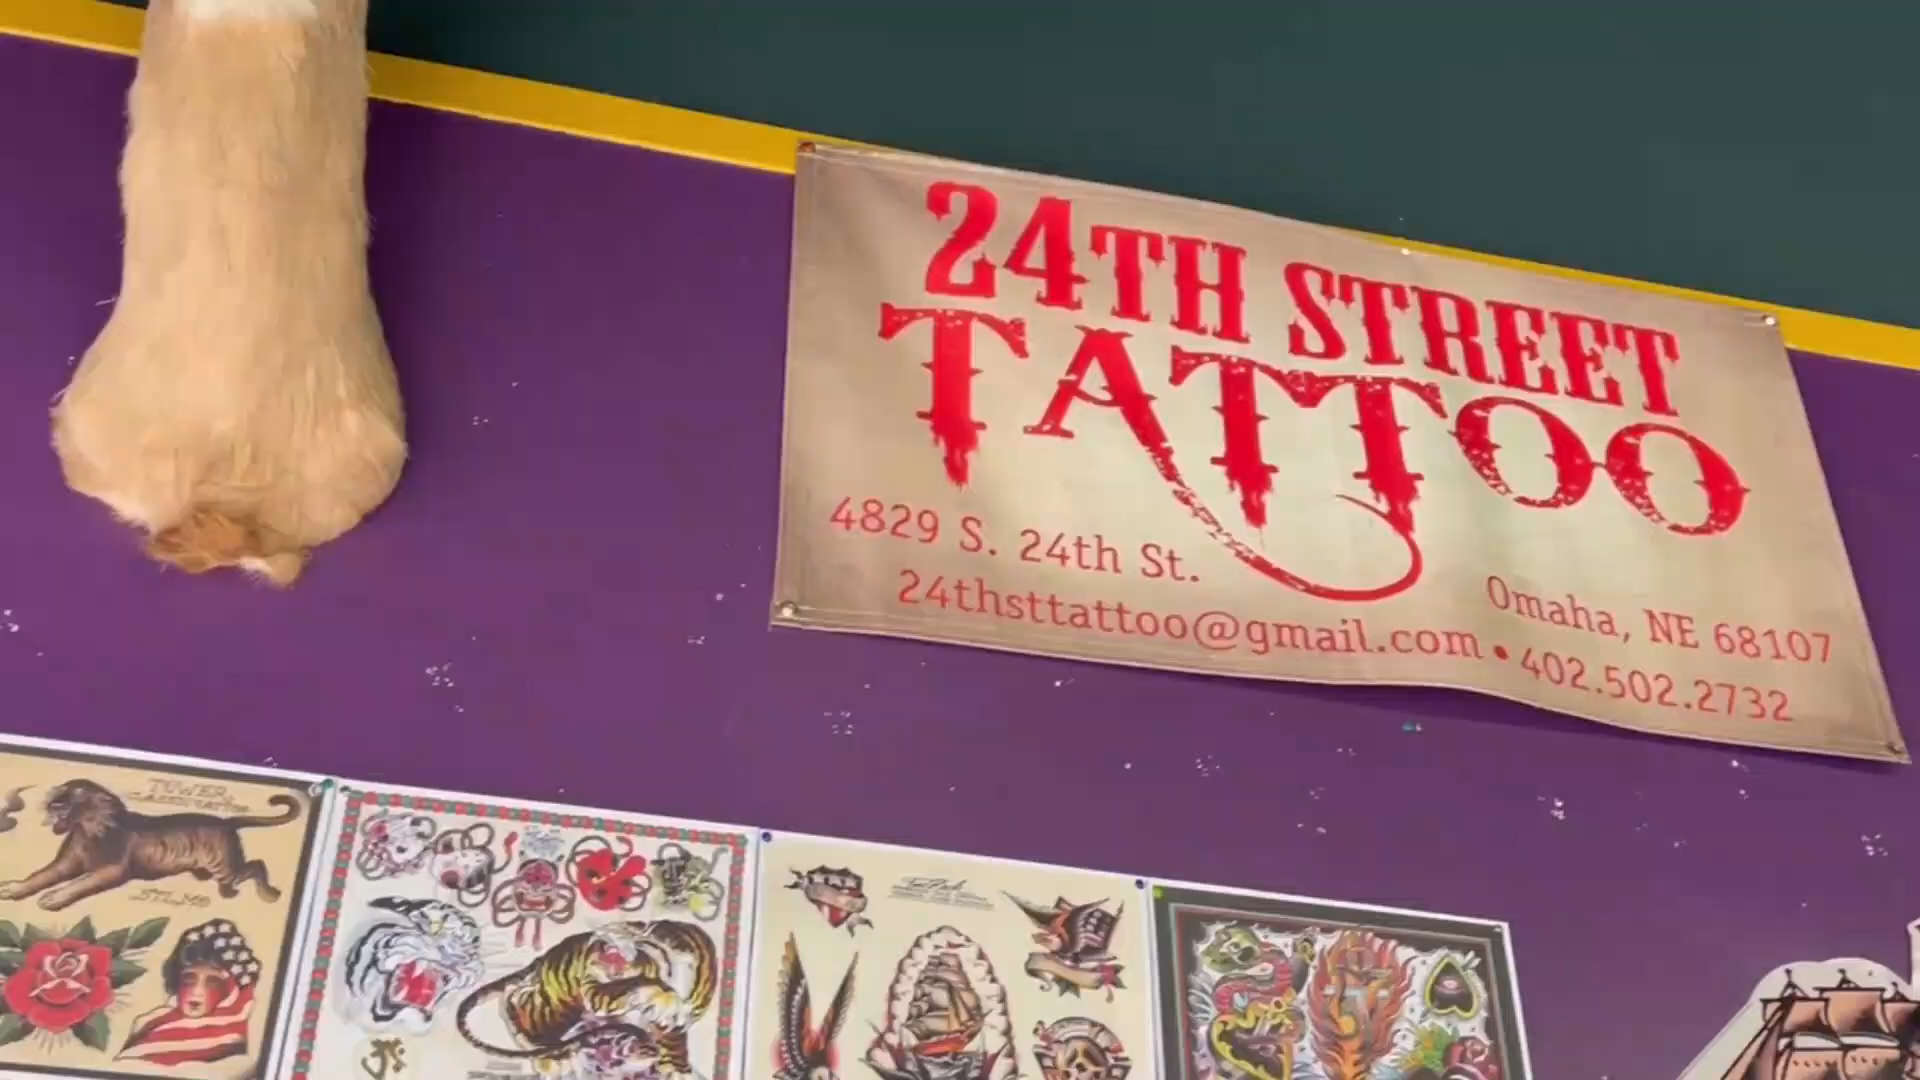 24TH STREET
TATTOO
4829 S. 24th St.
Omaha, NE 68107
24thsttattoo@gmail.com • 402.502.2732